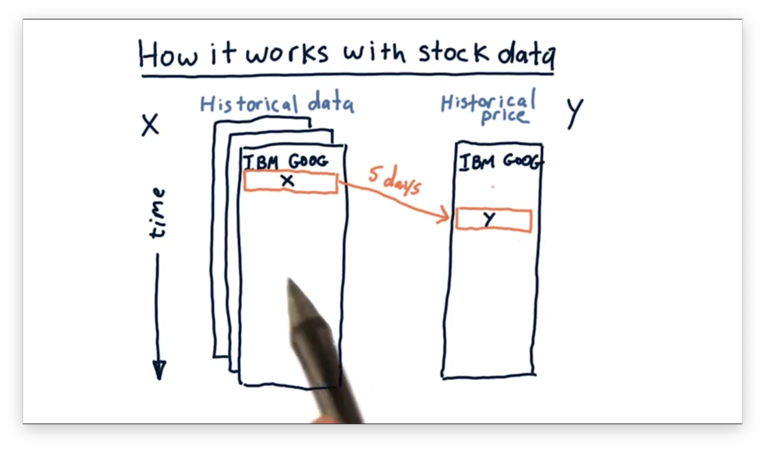 How it works with stock data
X
Historical data
Historical
price
Y
IBM GOOG
X
5 days
IBM GOOG
Y
time